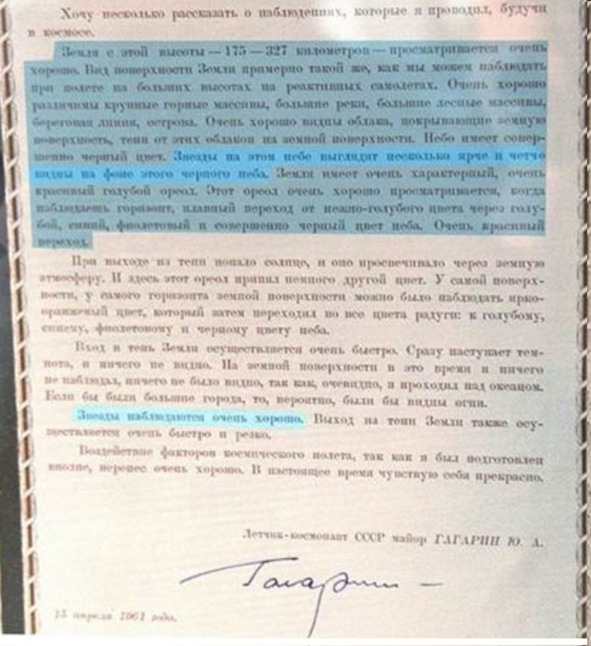 Хочу несколько рассказать о наблюдениях, которые я проводил, будучи
в космосе.
Земля с этой высоты — 175 — 327 километров — просматривается очень
хорошо. Вид поверхности Земли примерно такой же, как мы можем наблюдать
при полете на больших высотах на реактивных самолетах. Очень хорошо
различимы крупные горные массивы, большие реки, большие лесные массивы,
береговая линия, острова. Очень хорошо видны облака, покрывающие земную
поверхность, тени от этих облаков на земной поверхности. Небо имеет совер-
шенно черный цвет. Звезды на этом небе выглядят несколько ярче и четче
видны на фоне этого черного неба. Земля имеет очень характерный, очень
красивый голубой ореол. Этот ореол очень хорошо просматривается, когда
наблюдаешь горизонт, плавный переход от нежно-голубого цвета через голу-
бой, синий, фиолетовый и совершенно черный цвет неба. Очень красивый
переход.
При выходе из тени попало солнце, и оно просвечивало через земную
атмосферу. И здесь этот ореол принял немного другой цвет. У самой поверх-
ности, у самого горизонта земной поверхности можно было наблюдать ярко-
оранжевый цвет, который затем переходил во все цвета радуги: к голубому,
синему, фиолетовому и черному цвету неба.
Вход в тень Земли осуществляется очень быстро. Сразу наступает тем-
нота, и ничего не видно. На земной поверхности в это время я ничего
не наблюдал, ничего не было видно, так как, очевидно, я проходил над океаном.
Если бы были большие города, то, вероятно, были бы видны огни.
Звезды наблюдаются очень хорошо. Выход из тени Земли также осу-
ществляется очень быстро и резко.
Воздействие факторов космического полета, так как я был подготовлен
вполне, перенес очень хорошо. В настоящее время чувствую себя прекрасно.
Летчик-космонавт СССР майор ГАГАРИН Ю. А.
Гагарин
15 апреля 1961 года.